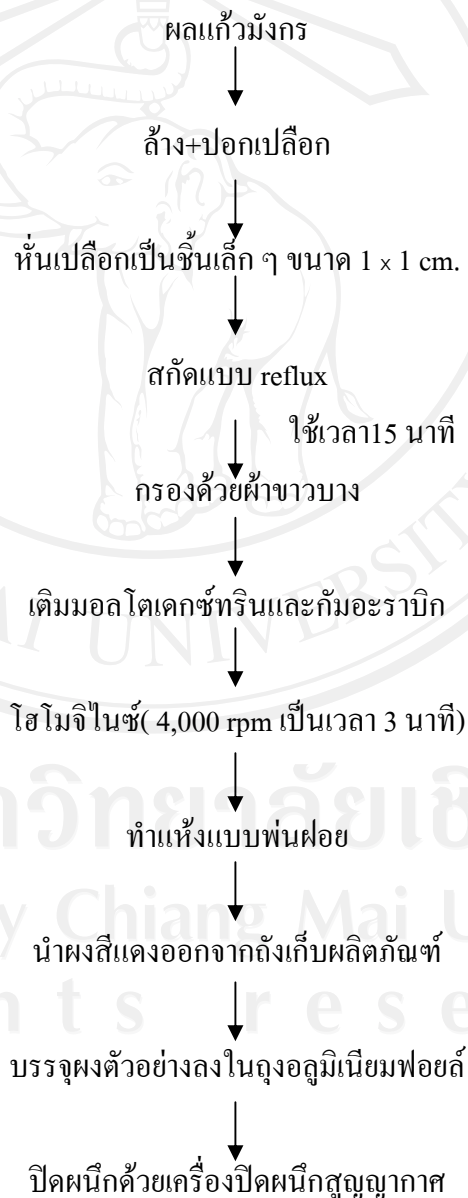 ผลแก้วมังกร
ล้าง+ปอกเปลือก
หั่นเปลือกเป็นชิ้นเล็ก ๆ ขนาด 1 x 1 cm.
สกัดแบบ reflux
ใช้เวลา15 นาที
กรองด้วยผ้าขาวบาง
เติมมอลโตเดกซ์ทรินและกัมอะราบิก
โฮโมจิไนซ์( 4,000 rpm เป็นเวลา 3 นาที)
ทำแห้งแบบพ่นฝอย
นำผงสีแดงออกจากถังเก็บผลิตภัณฑ์
บรรจุผงตัวอย่างลงในถุงอลูมิเนียมฟอยล์
ปิดผนึกด้วยเครื่องปิดผนึกสูญญากาศ